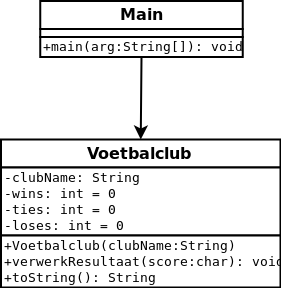 Main
+main(arg:String[]): void
Voetbalclub
-clubName: String
-wins: int = 0
-ties: int = 0
-loses: int = 0
+Voetbalclub(clubName:String)
+verwerkResultaat(score:char): void
+toString(): String